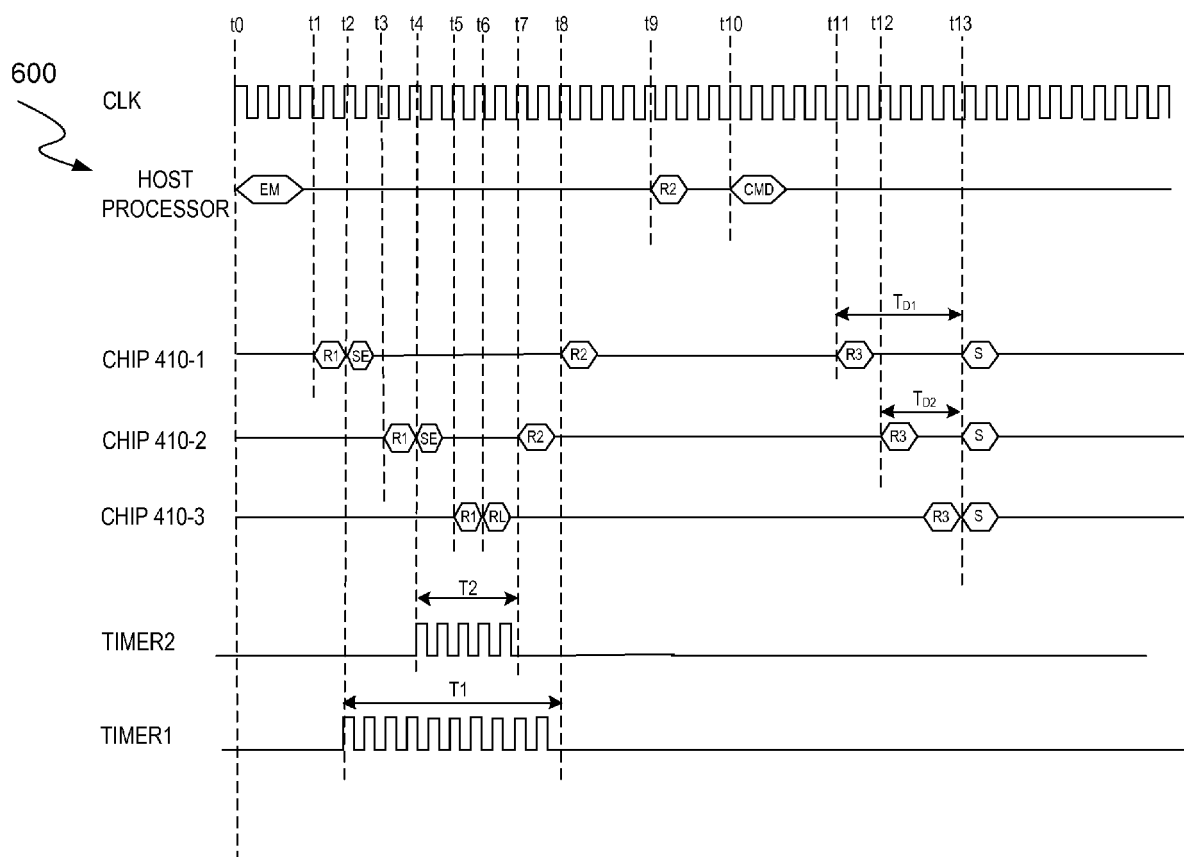 t0 t1 t2 t3 t4 t5 t6 t7 t8 t9 t10 t11 t12 t13
600
CLK
HOST
PROCESSOR
EM R2 CMD
TD1
CHIP 410-1 R1 SE R2 R3 S
TD2
CHIP 410-2 R1 SE R2 R3 S
CHIP 410-3 R1 RL R3 S
T2
TIMER2
T1
TIMER1